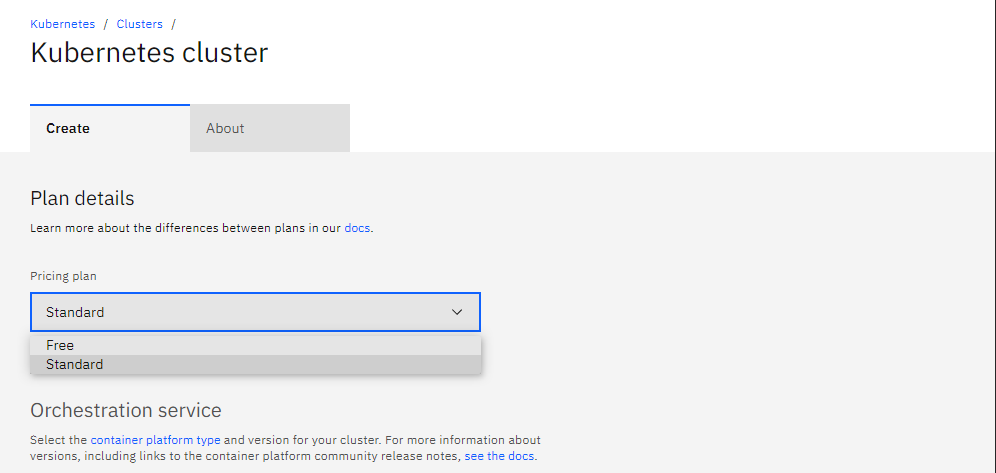 Kubernetes / Clusters /
Kubernetes cluster
Create About
Plan details
Learn more about the differences between plans in our docs.
Pricing plan
Standard
Free
Standard
Orchestration service
Select the container platform type and version for your cluster. For more information about
versions, including links to the container platform community release notes, see the docs.